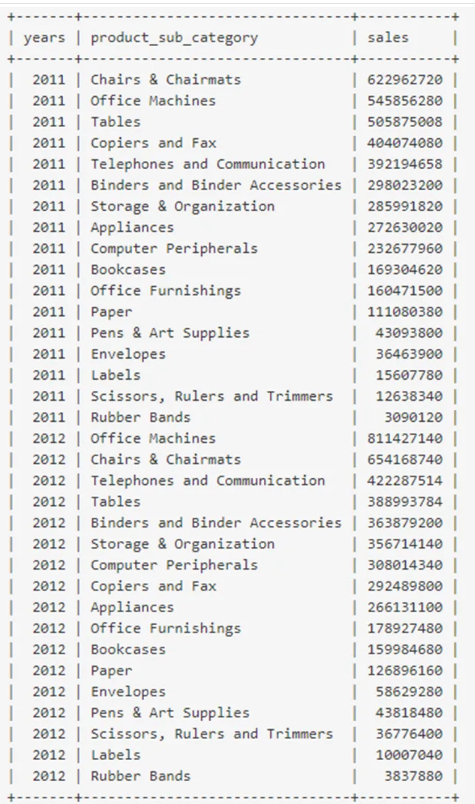 +-------+--------------------------------+-----------+
| years | product_sub_category           | sales     |
+-------+--------------------------------+-----------+
|  2011 | Chairs & Chairmats             | 622962720 |
|  2011 | Office Machines                | 545856280 |
|  2011 | Tables                         | 505875008 |
|  2011 | Copiers and Fax                | 404074080 |
|  2011 | Telephones and Communication   | 392194658 |
|  2011 | Binders and Binder Accessories | 298023200 |
|  2011 | Storage & Organization         | 285991820 |
|  2011 | Appliances                     | 272630020 |
|  2011 | Computer Peripherals           | 232677960 |
|  2011 | Bookcases                      | 169304620 |
|  2011 | Office Furnishings             | 160471500 |
|  2011 | Paper                          | 111080380 |
|  2011 | Pens & Art Supplies            |  43093800 |
|  2011 | Envelopes                      |  36463900 |
|  2011 | Labels                         |  15607780 |
|  2011 | Scissors, Rulers and Trimmers  |  12638340 |
|  2011 | Rubber Bands                   |   3090120 |
|  2012 | Office Machines                | 811427140 |
|  2012 | Chairs & Chairmats             | 654168740 |
|  2012 | Telephones and Communication   | 422287514 |
|  2012 | Tables                         | 388993784 |
|  2012 | Binders and Binder Accessories | 363879200 |
|  2012 | Storage & Organization         | 356714140 |
|  2012 | Computer Peripherals           | 308014340 |
|  2012 | Copiers and Fax                | 292489800 |
|  2012 | Appliances                     | 266131100 |
|  2012 | Office Furnishings             | 178927480 |
|  2012 | Bookcases                      | 159984680 |
|  2012 | Paper                          | 126896160 |
|  2012 | Envelopes                      |  58629280 |
|  2012 | Pens & Art Supplies            |  43818480 |
|  2012 | Scissors, Rulers and Trimmers  |  36776400 |
|  2012 | Labels                         |  10007040 |
|  2012 | Rubber Bands                   |   3837880 |
+-------+--------------------------------+-----------+